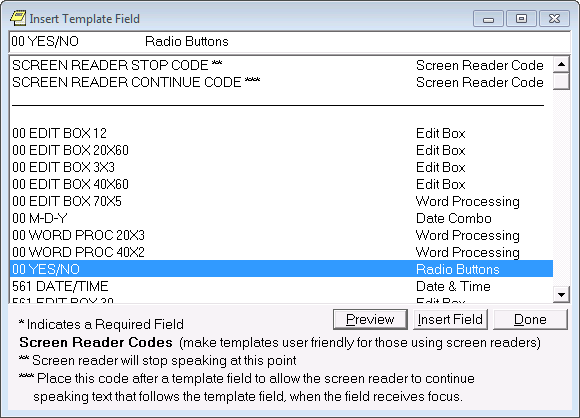 Insert Template Field
00 YES/NO Radio Buttons
SCREEN READER STOP CODE ** Screen Reader Code
SCREEN READER CONTINUE CODE *** Screen Reader Code
00 EDIT BOX 12 Edit Box
00 EDIT BOX 20X60 Edit Box
00 EDIT BOX 3X3 Edit Box
00 EDIT BOX 40X60 Edit Box
00 EDIT BOX 70X5 Word Processing
00 M-D-Y Date Combo
00 WORD PROC 20X3 Word Processing
00 WORD PROC 40X2 Word Processing
00 YES/NO Radio Buttons
561 DATE/TIME Date & Time
561 EDIT BOX 30 Edit Box
Preview Insert Field Done
* Indicates a Required Field
Screen Reader Codes (make templates user friendly for those using screen readers)
** Screen reader will stop speaking at this point
*** Place this code after a template field to allow the screen reader to continue
speaking text that follows the template field, when the field receives focus.